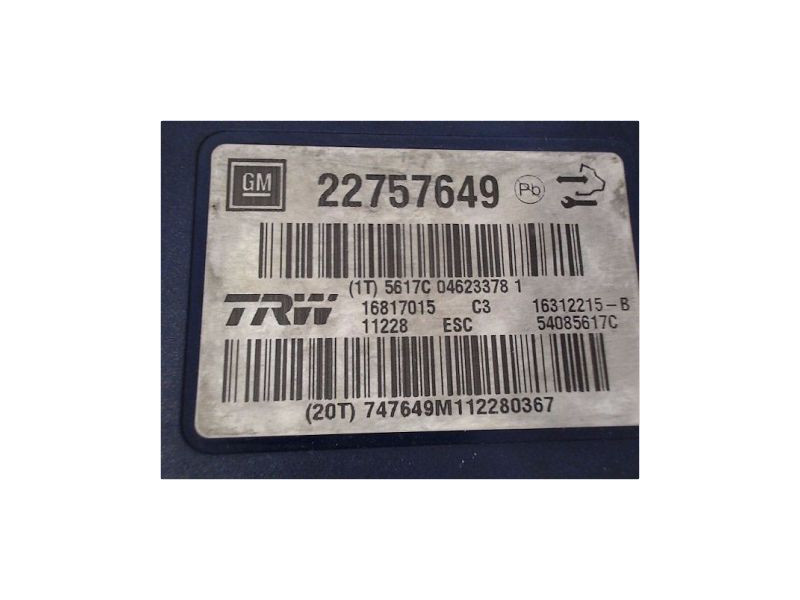 GM 22757649 Pb
(1T) 5617C 04623378 1
TRW 16817015 C3 16312215-B
11228 ESC 54085617C
(20T) 747649M112280367